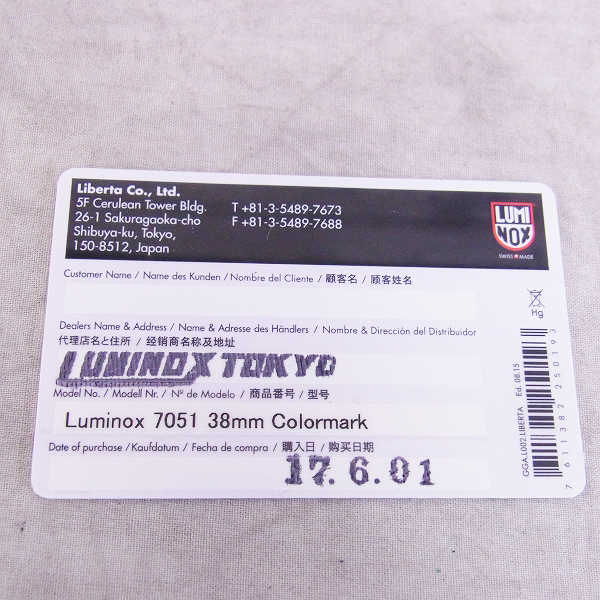 Liberta Co., Ltd.
5F Cerulean Tower Bldg.
26-1 Sakuragaoka-cho
Shibuya-ku, Tokyo,
150-8512, Japan
T +81-3-5489-7673
F +81-3-5489-7688
LUMI
NOX
SWISS MADE
Customer Name / Name des Kunden / Nombre del Cliente / 顧客名 / 顾客姓名
Dealers Name & Address / Name & Adresse des Händlers / Nombre & Dirección del Distribuidor
代理店名と住所 / 经销商名称及地址
LUMINOX TOKYO
Model No./ Modell Nr. / Nº de Modelo / 商品番号 / 型号
Luminox 7051 38mm Colormark
Date of purchase /Kaufdatum / Fecha de compra / 購入日 / 购买日期
17.6.01
Hg
GGA.L002.LIBERTA Ed. 08.15
7 611382 250193